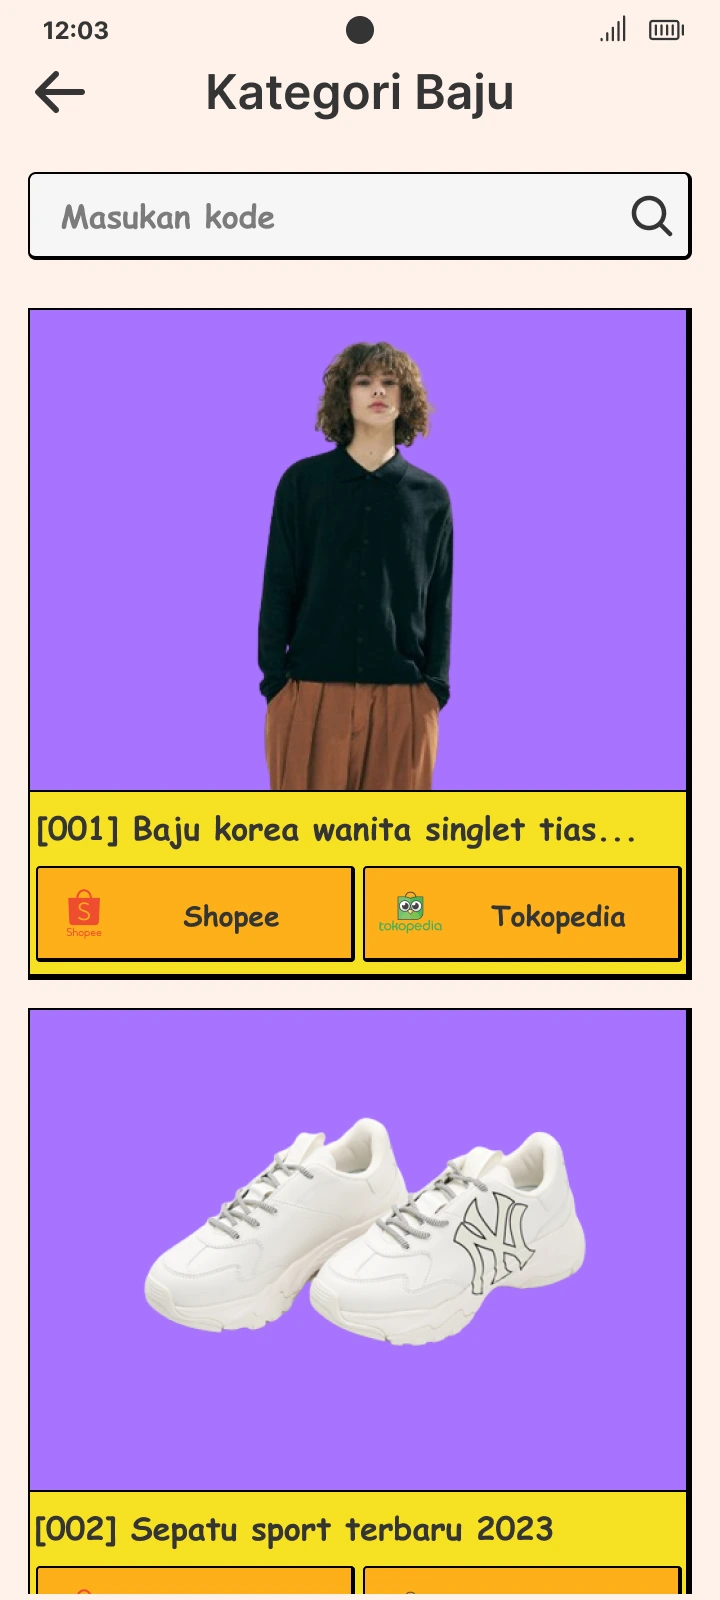 12:03
Kategori Baju
Masukan kode
[001] Baju korea wanita singlet tias...
S
Shopee
Shopee
tokopedia
Tokopedia
NY
[002] Sepatu sport terbaru 2023